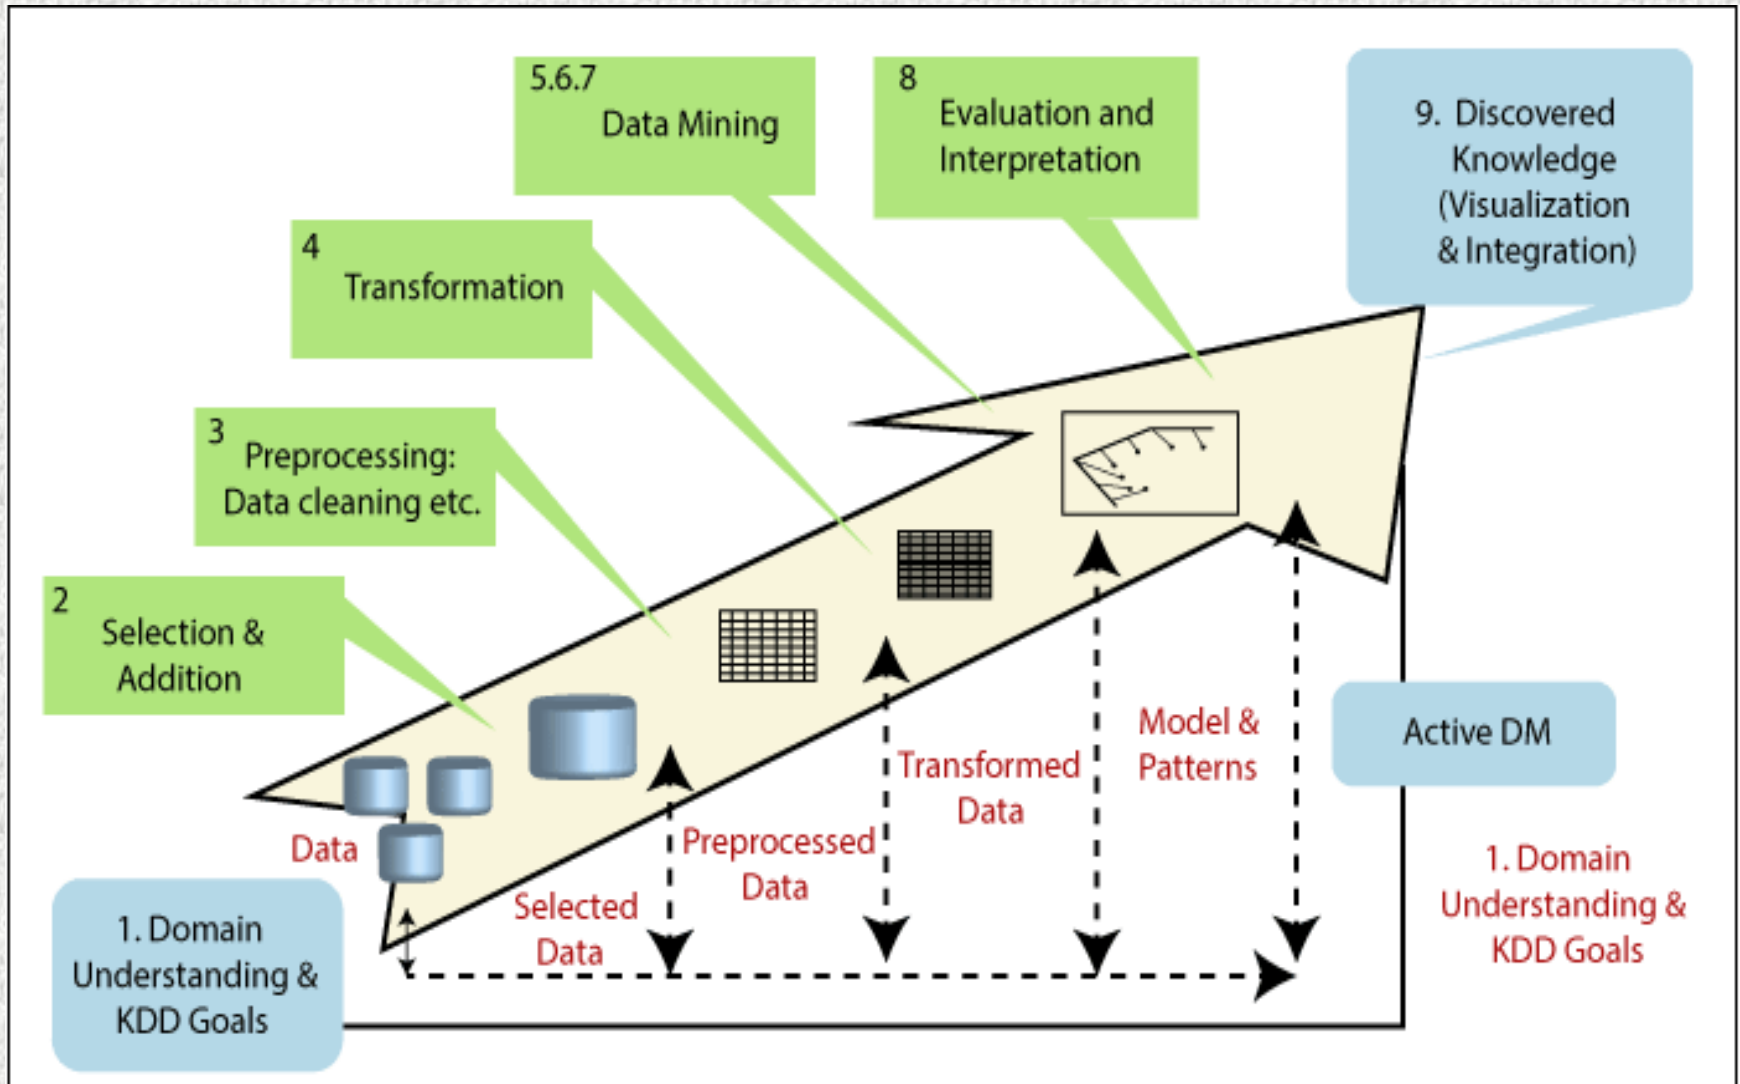 5.6.7
Data Mining
8
Evaluation and
Interpretation
9. Discovered
Knowledge
(Visualization
& Integration)
4
Transformation
3
Preprocessing:
Data cleaning etc.
2
Selection &
Addition
Data
1. Domain
Understanding &
KDD Goals
Selected
Data
Preprocessed
Data
Transformed
Data
Model &
Patterns
Active DM
1. Domain
Understanding &
KDD Goals